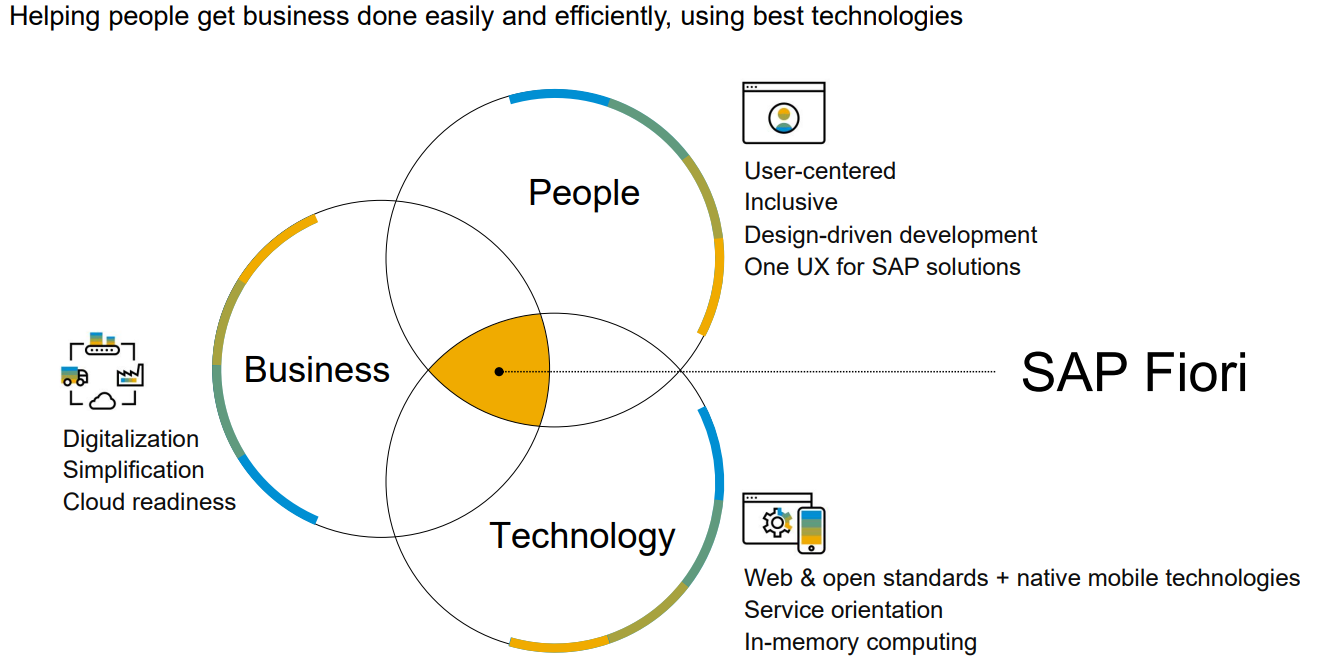 Helping people get business done easily and efficiently, using best technologies
People
User-centered
Inclusive
Design-driven development
One UX for SAP solutions
Business
SAP Fiori
Digitalization
Simplification
Cloud readiness
Technology
Web & open standards + native mobile technologies
Service orientation
In-memory computing